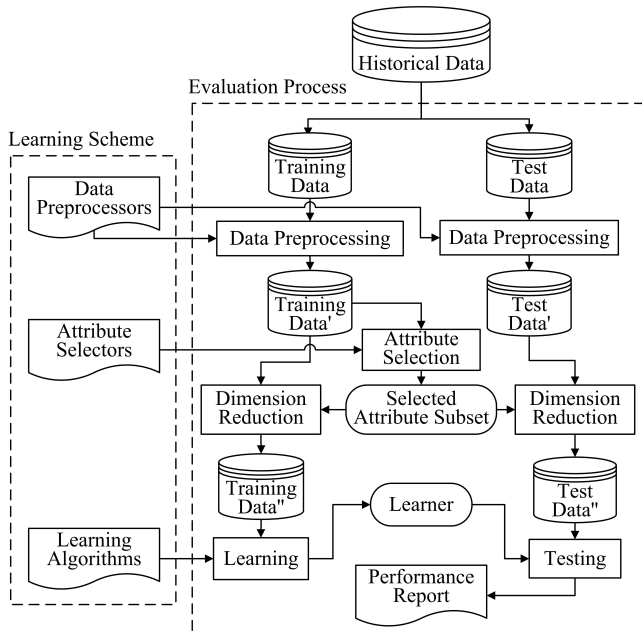 Historical Data
Evaluation Process
Learning Scheme
Data
Preprocessors
Training
Data
Test
Data
Data Preprocessing
Data Preprocessing
Training
Data'
Test
Data'
Attribute
Selectors
Attribute
Selection
Dimension
Reduction
Selected
Attribute Subset
Dimension
Reduction
Training
Data"
Learner
Test
Data"
Learning
Algorithms
Learning
Testing
Performance
Report